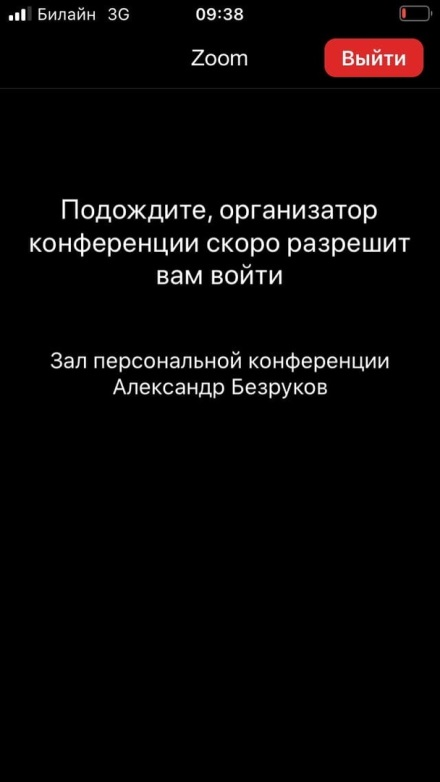 Билайн 3G 09:38
Zoom Выйти
Подождите, организатор
конференции скоро разрешит
вам войти
Зал персональной конференции
Александр Безруков